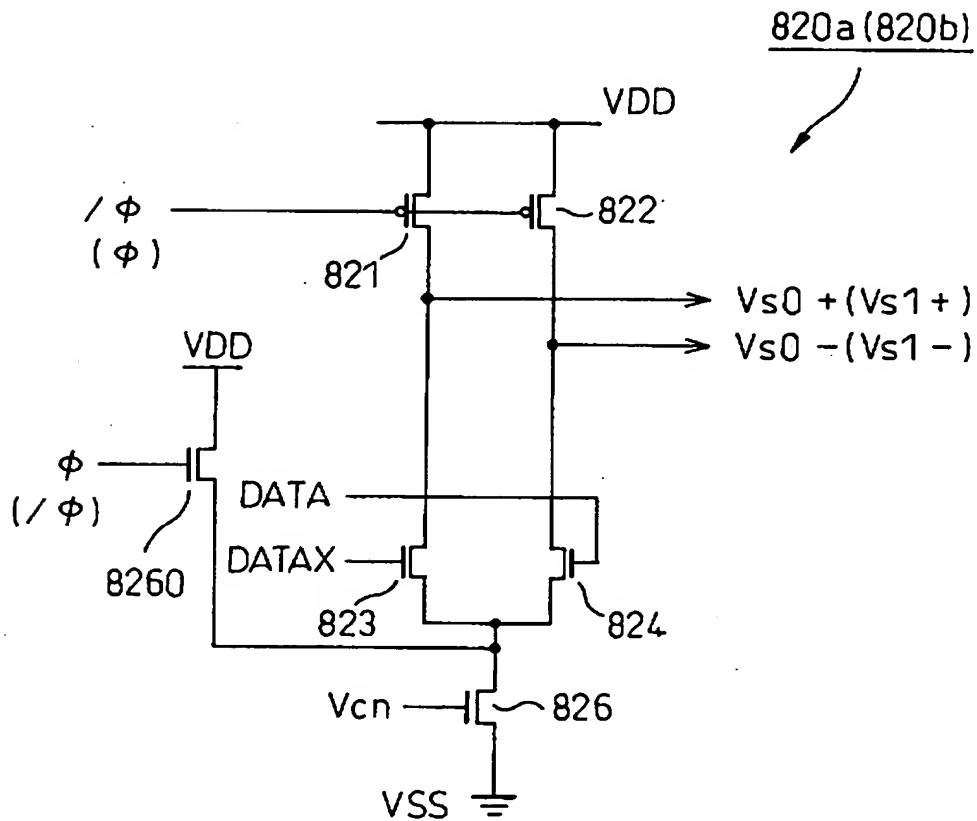 820a(820b)
VDD
/ϕ
(ϕ)
821
822
Vs0+(Vs1+)
Vs0-(Vs1-)
VDD
ϕ
(/ϕ)
8260
DATA
DATAX
823
824
Vcn
826
VSS